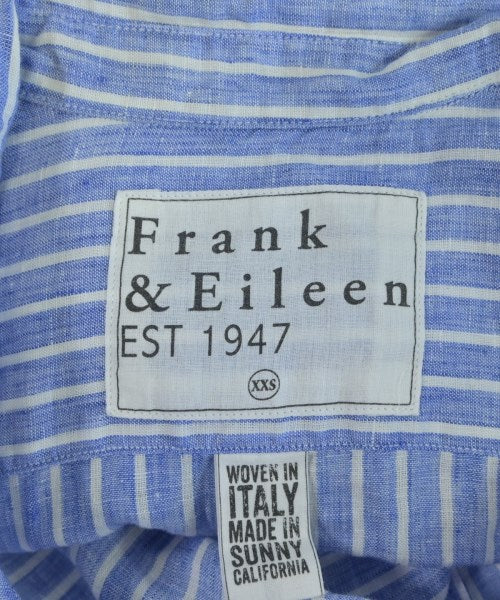 Frank
& Eileen
EST 1947
XXS
WOVEN IN
ITALY
MADE IN
SUNNY
CALIFORNIA